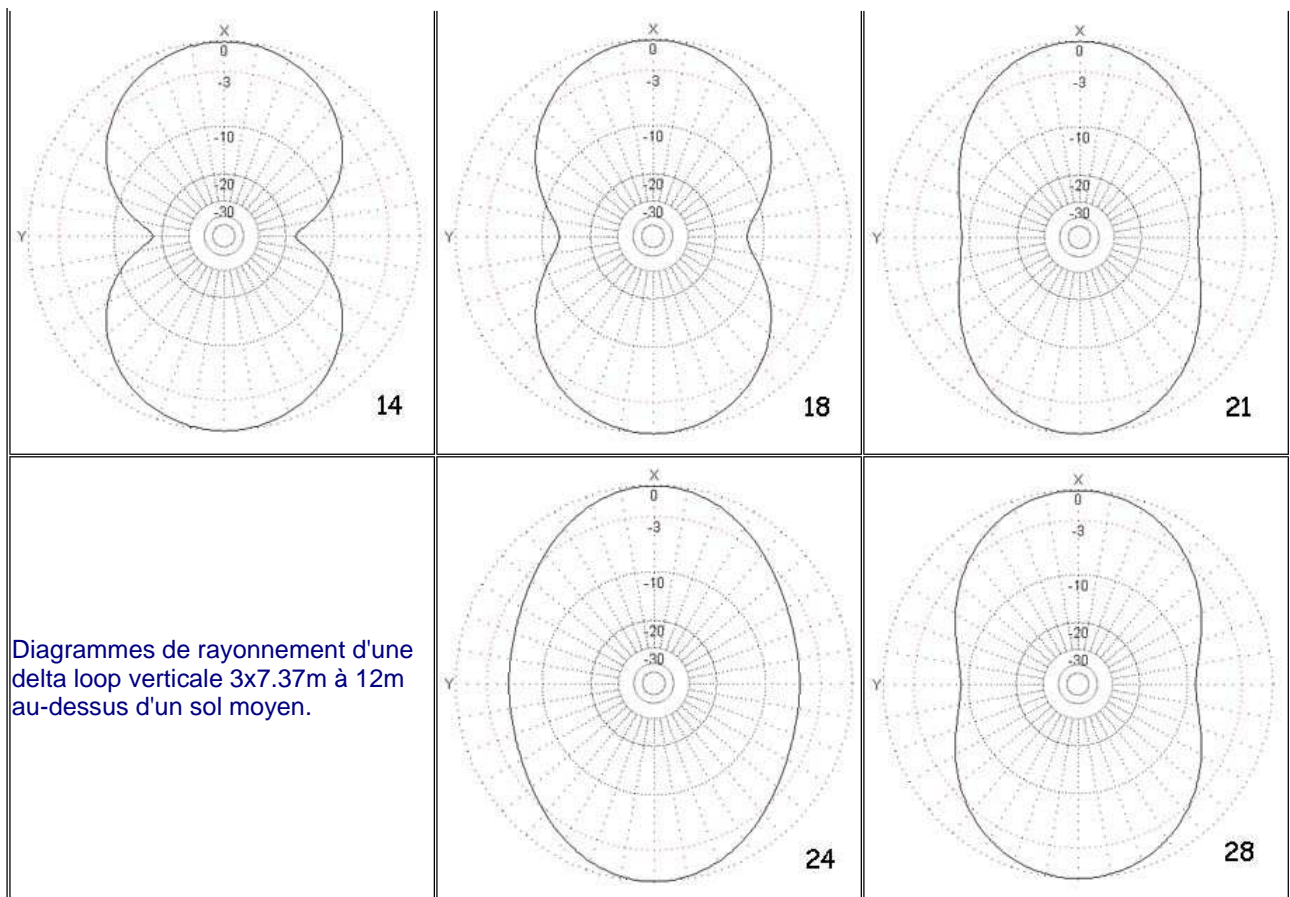 X
0
-3
-10
-20
-30
Y
14
X
0
-3
-10
-20
-30
Y
18
X
0
-3
-10
-20
-30
Y
21
Diagrammes de rayonnement d'une
delta loop verticale 3x7.37m à 12m
au-dessus d'un sol moyen.
X
0
-3
-10
-20
-30
Y
24
X
0
-3
-10
-20
-30
Y
28